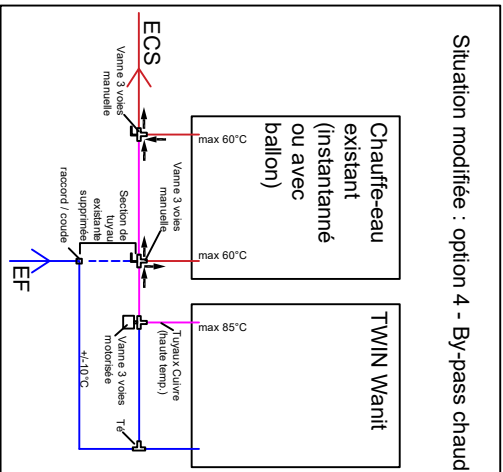 Situation modifiée : option 4 - By-pass chaud
Chauffe-eau
existant
(instantanné
ou avec
ballon)
TWIN Wanit
max 60°C
max 60°C
max 85°C
ECS
Vanne 3 voies
manuelle
Vanne 3 voies
manuelle
Tuyaux Cuivre
(haute temp.)
Section de
tuyau
existante
supprimée
raccord / coude
Vanne 3 voies
motorisée
Té
+/-10°C
EF